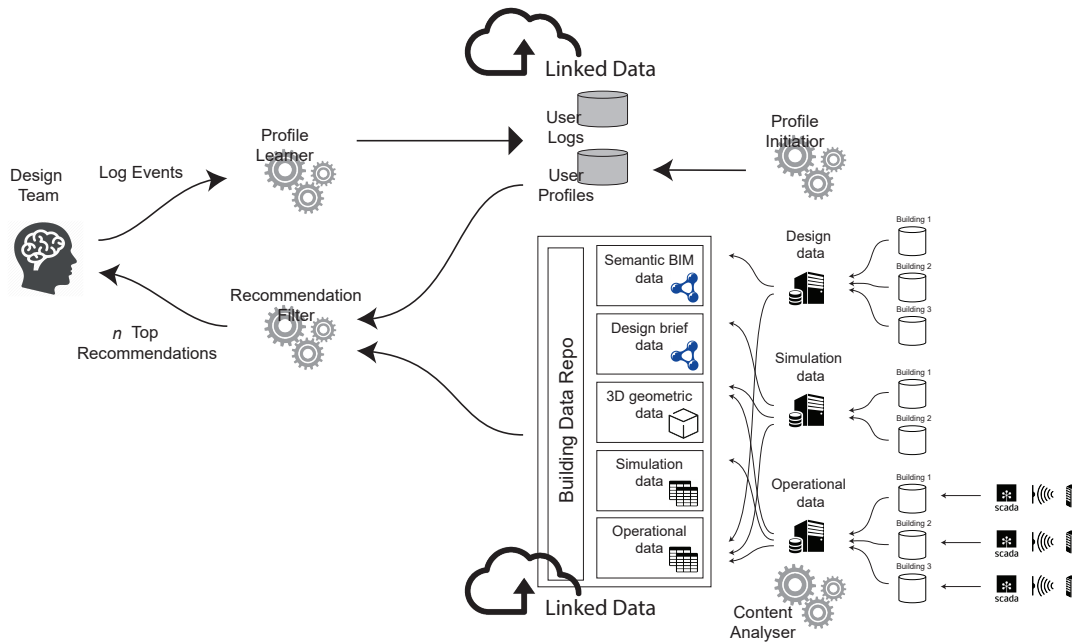 Linked Data
User
Logs
Profile
Learner
Profile
Initiatior
Log Events
Design
Team
User
Profiles
Recommendation
Filter
n Top
Recommendations
Building Data Repo
Semantic BIM
data
Design brief
data
3D geometric
data
Simulation
data
Operational
data
Design
data
Building 1
Building 2
Building 3
Simulation
data
Building 1
Building 2
Operational
data
Building 1
scada
Building 2
scada
Building 3
scada
Linked Data
Content
Analyser